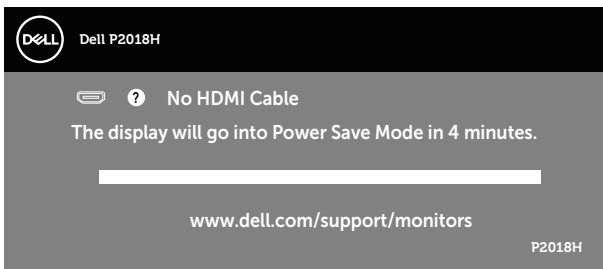 DELL Dell P2018H
? No HDMI Cable
The display will go into Power Save Mode in 4 minutes.
www.dell.com/support/monitors
P2018H